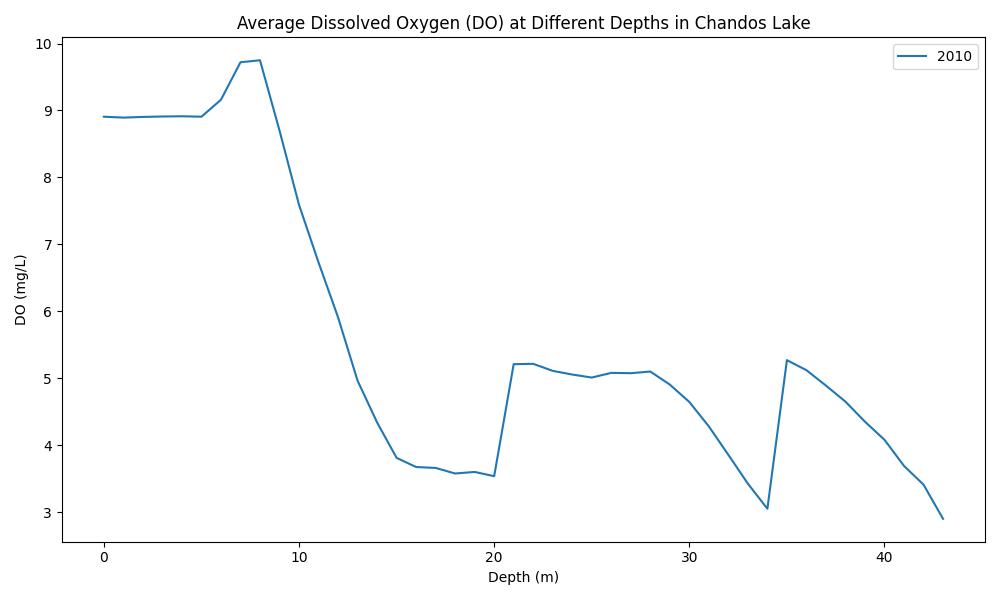 Average Dissolved Oxygen (DO) at Different Depths in Chandos Lake
2010
10
9
8
7
6
5
4
3
DO (mg/L)
0 10 20 30 40
Depth (m)